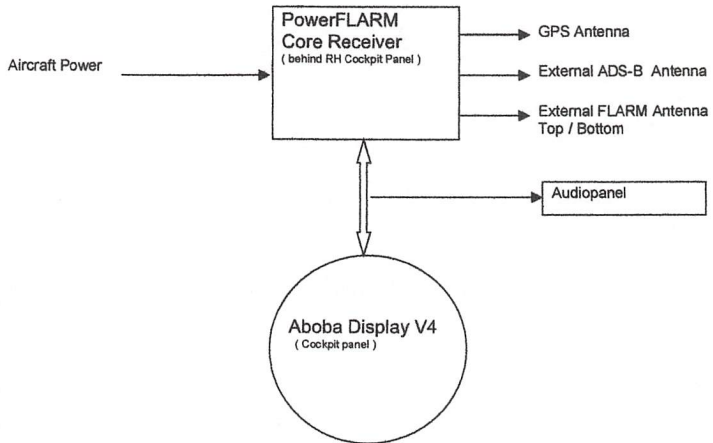 PowerFLARM
Core Receiver
( behind RH Cockpit Panel )
GPS Antenna
Aircraft Power
External ADS-B Antenna
External FLARM Antenna
Top / Bottom
Audiopanel
Aboba Display V4
( Cockpit panel )